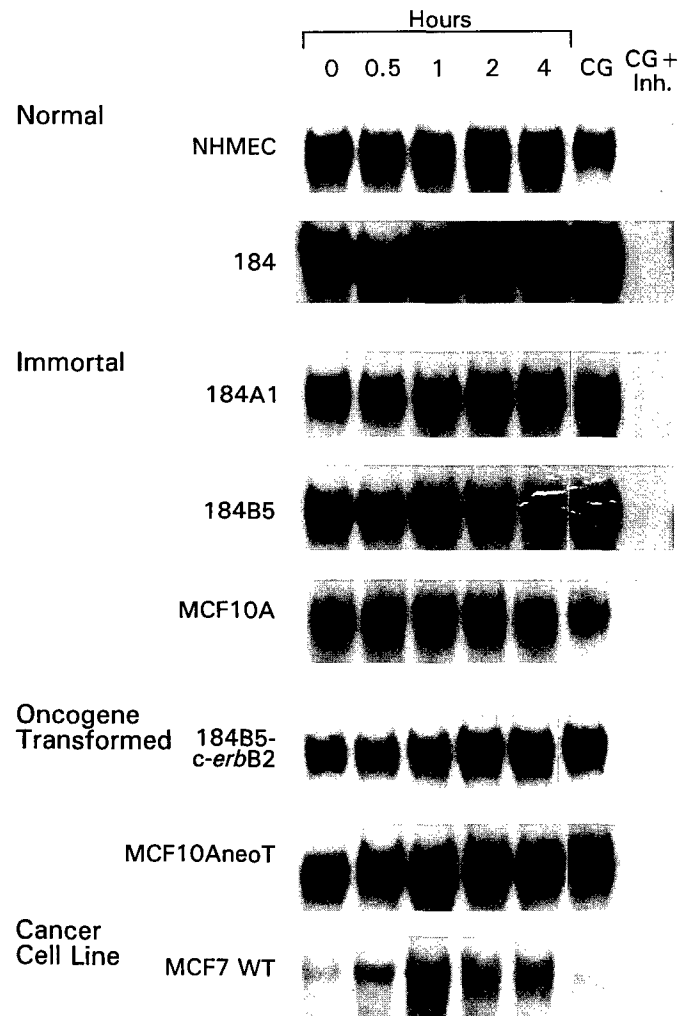 Hours
0 0.5 1 2 4 CG CG +
Inh.
Normal
NHMEC
184
Immortal
184A1
184B5
MCF10A
Oncogene
Transformed 184B5-
c-erbB2
MCF10AneoT
Cancer
Cell Line
MCF7 WT